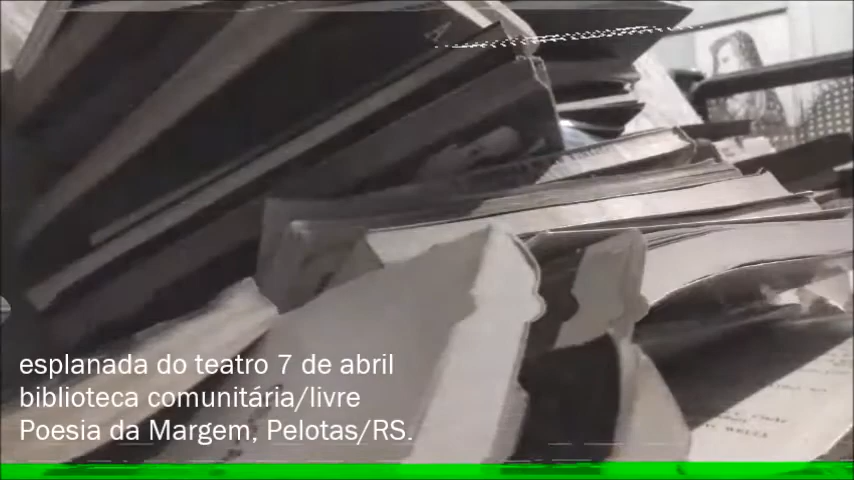 esplanada do teatro 7 de abril
biblioteca comunitária/livre
Poesia da Margem, Pelotas/RS.